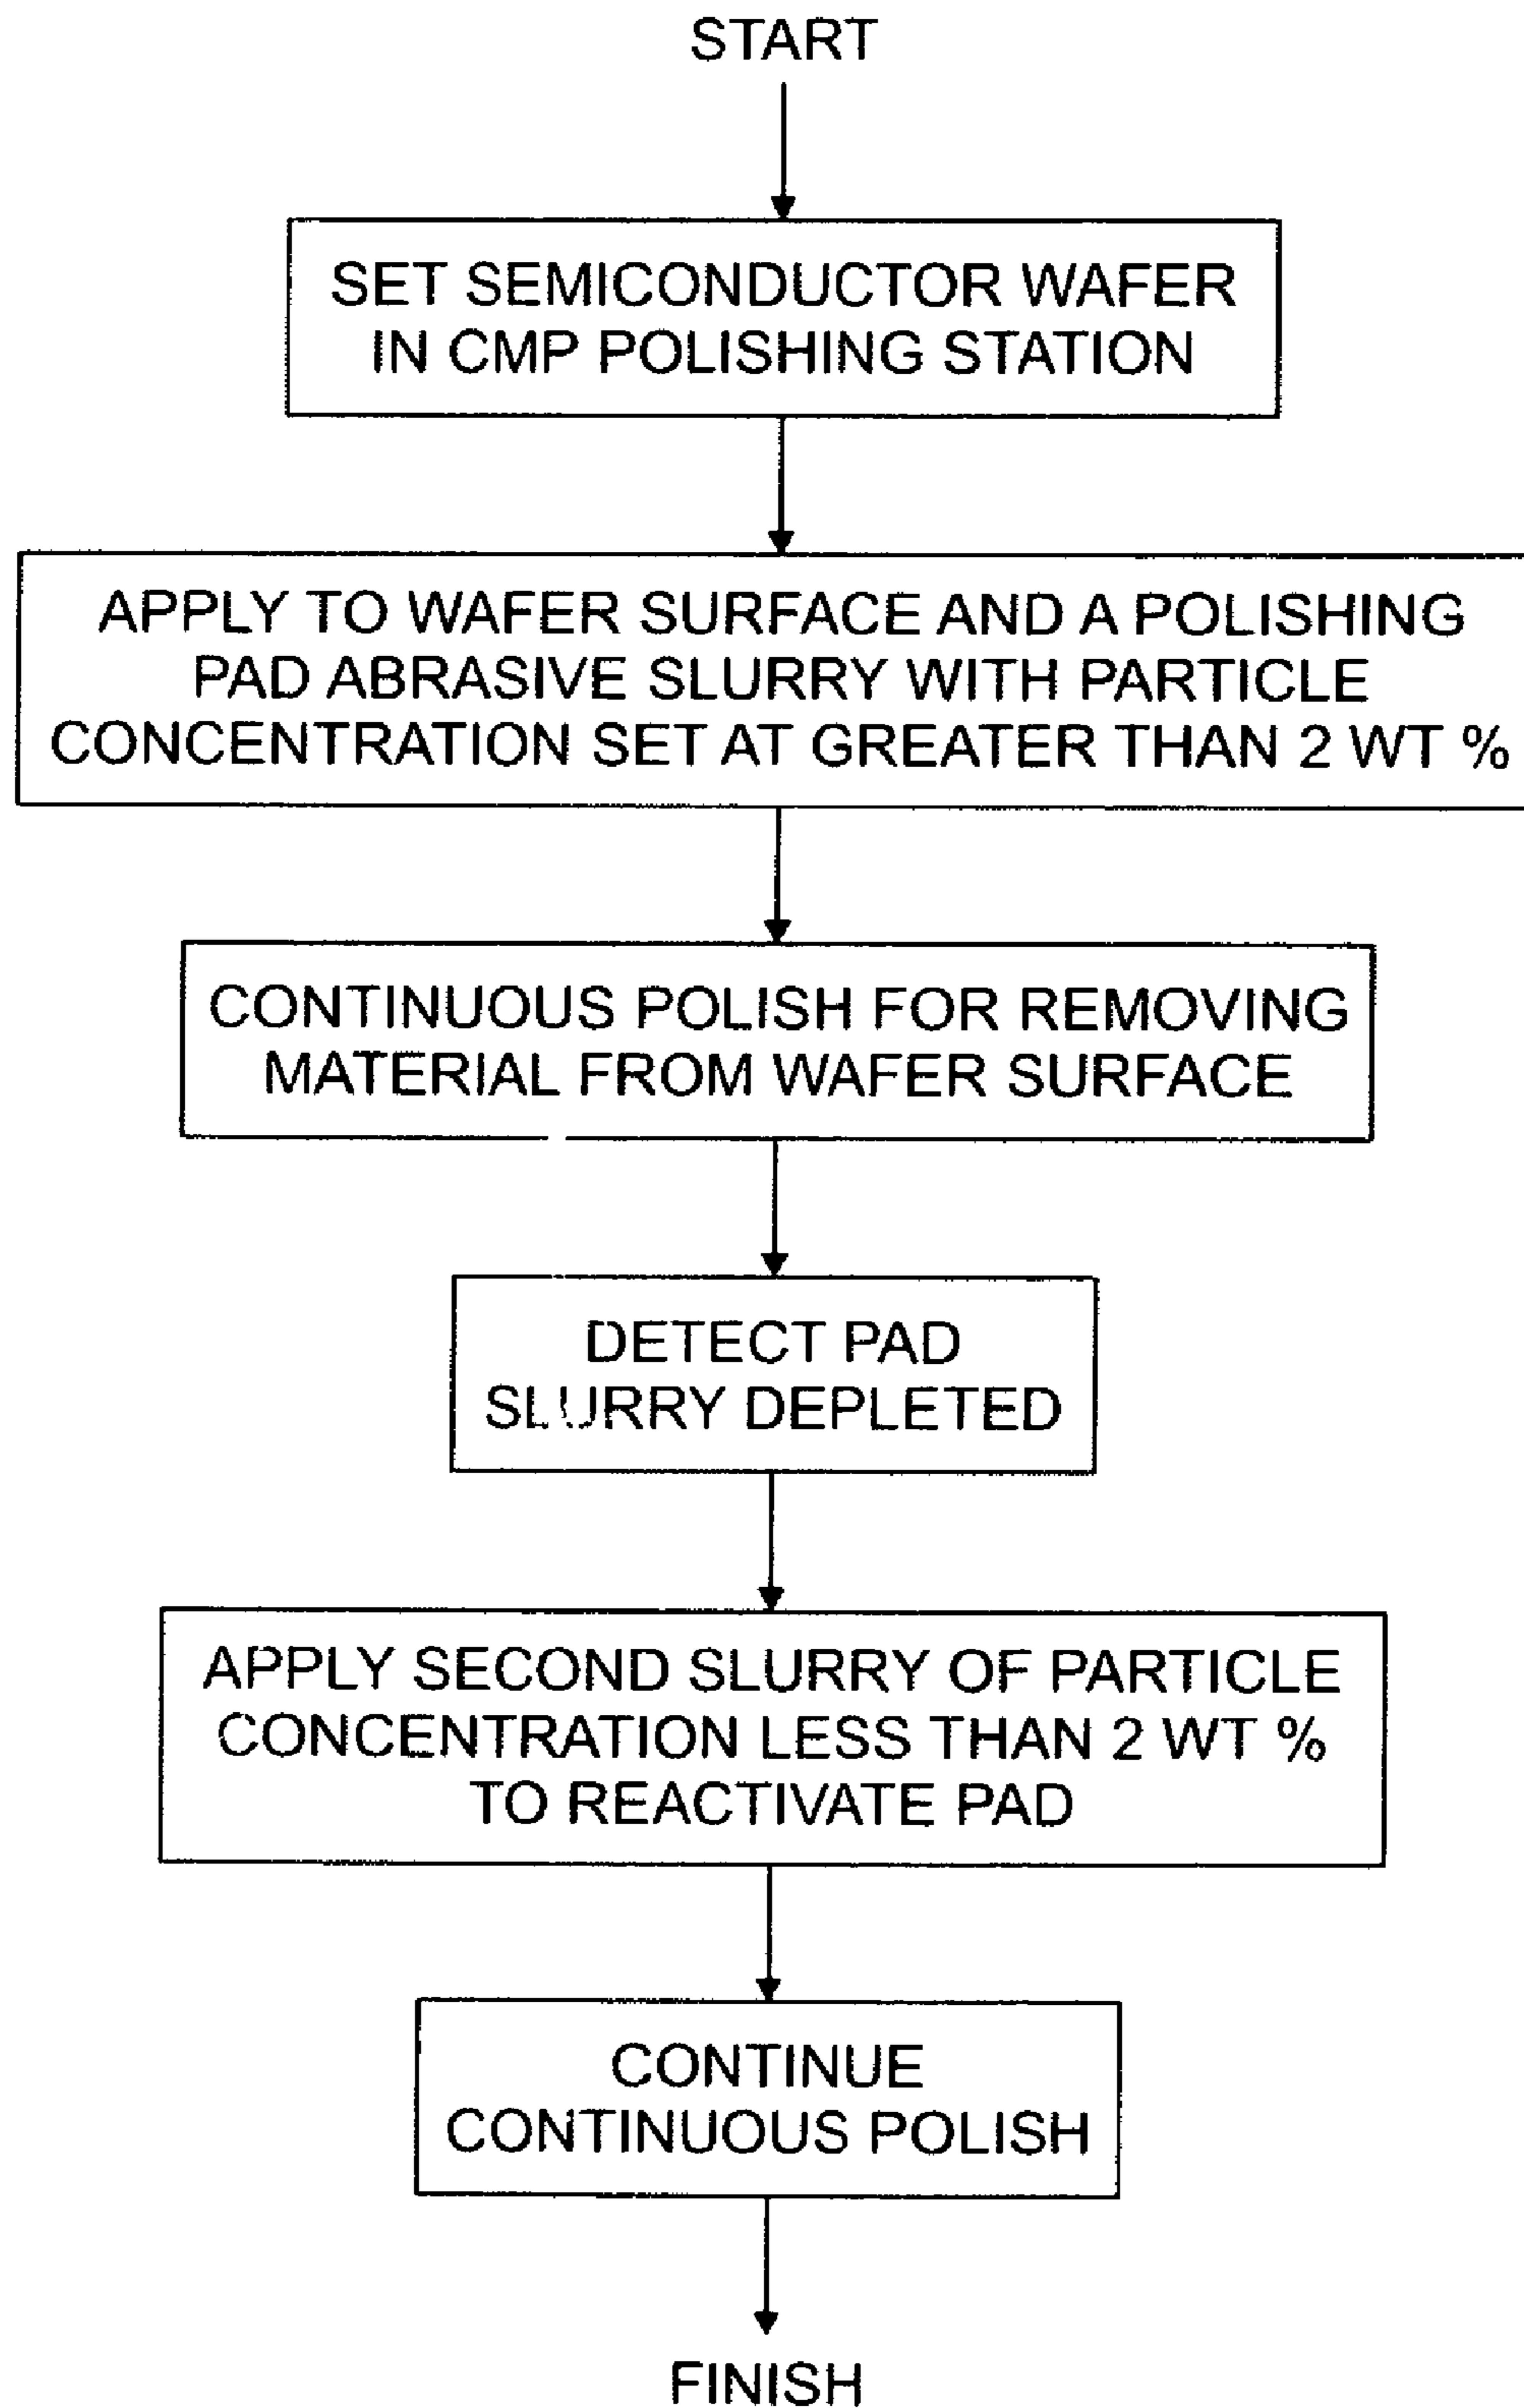 START
SET SEMICONDUCTOR WAFER
IN CMP POLISHING STATION
APPLY TO WAFER SURFACE AND A POLISHING
PAD ABRASIVE SLURRY WITH PARTICLE
CONCENTRATION SET AT GREATER THAN 2 WT %
CONTINUOUS POLISH FOR REMOVING
MATERIAL FROM WAFER SURFACE
DETECT PAD
SLURRY DEPLETED
APPLY SECOND SLURRY OF PARTICLE
CONCENTRATION LESS THAN 2 WT %
TO REACTIVATE PAD
CONTINUE
CONTINUOUS POLISH
FINISH